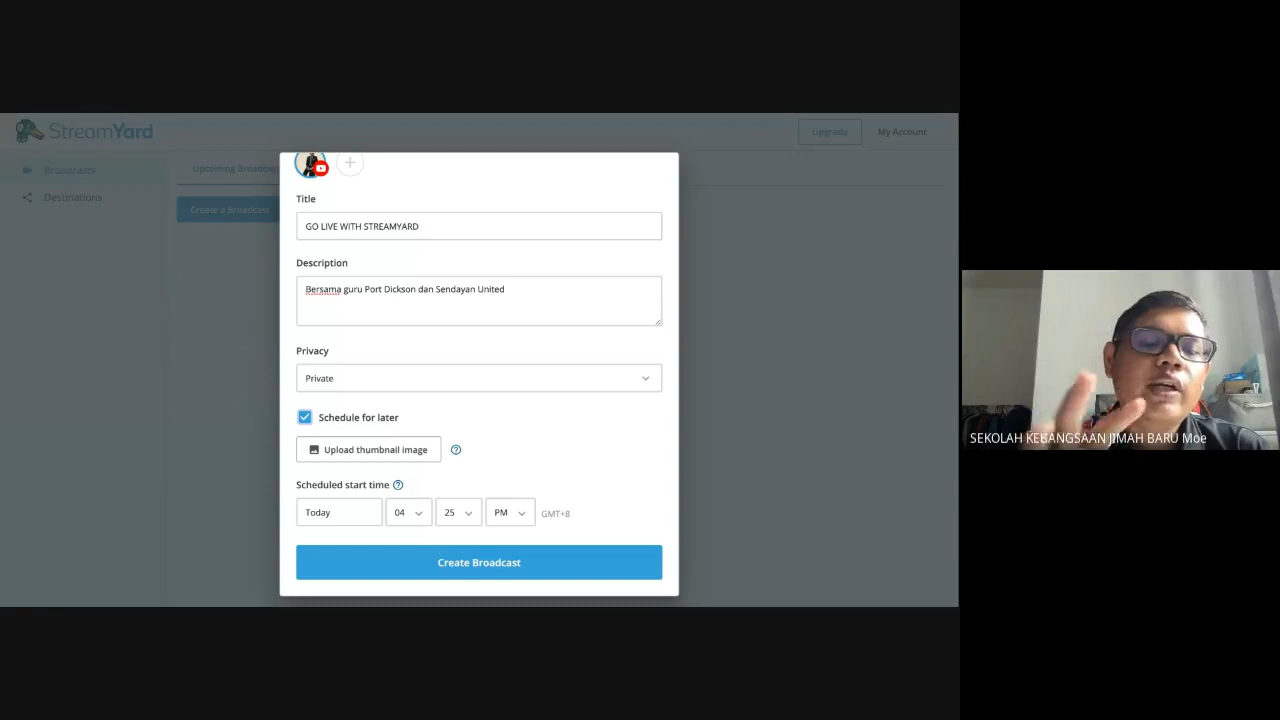 StreamYard
Upgrade
My Account
Broadcasts
Upcoming Broadcasts
Destinations
Create a Broadcast
Title
GO LIVE WITH STREAMYARD
Description
Bersama guru Port Dickson dan Sendayan United
Privacy
Private
Schedule for later
Upload thumbnail image
Scheduled start time
Today
04
25
PM
GMT+8
Create Broadcast
SEKOLAH KEBANGSAAN JIMAH BARU Moe